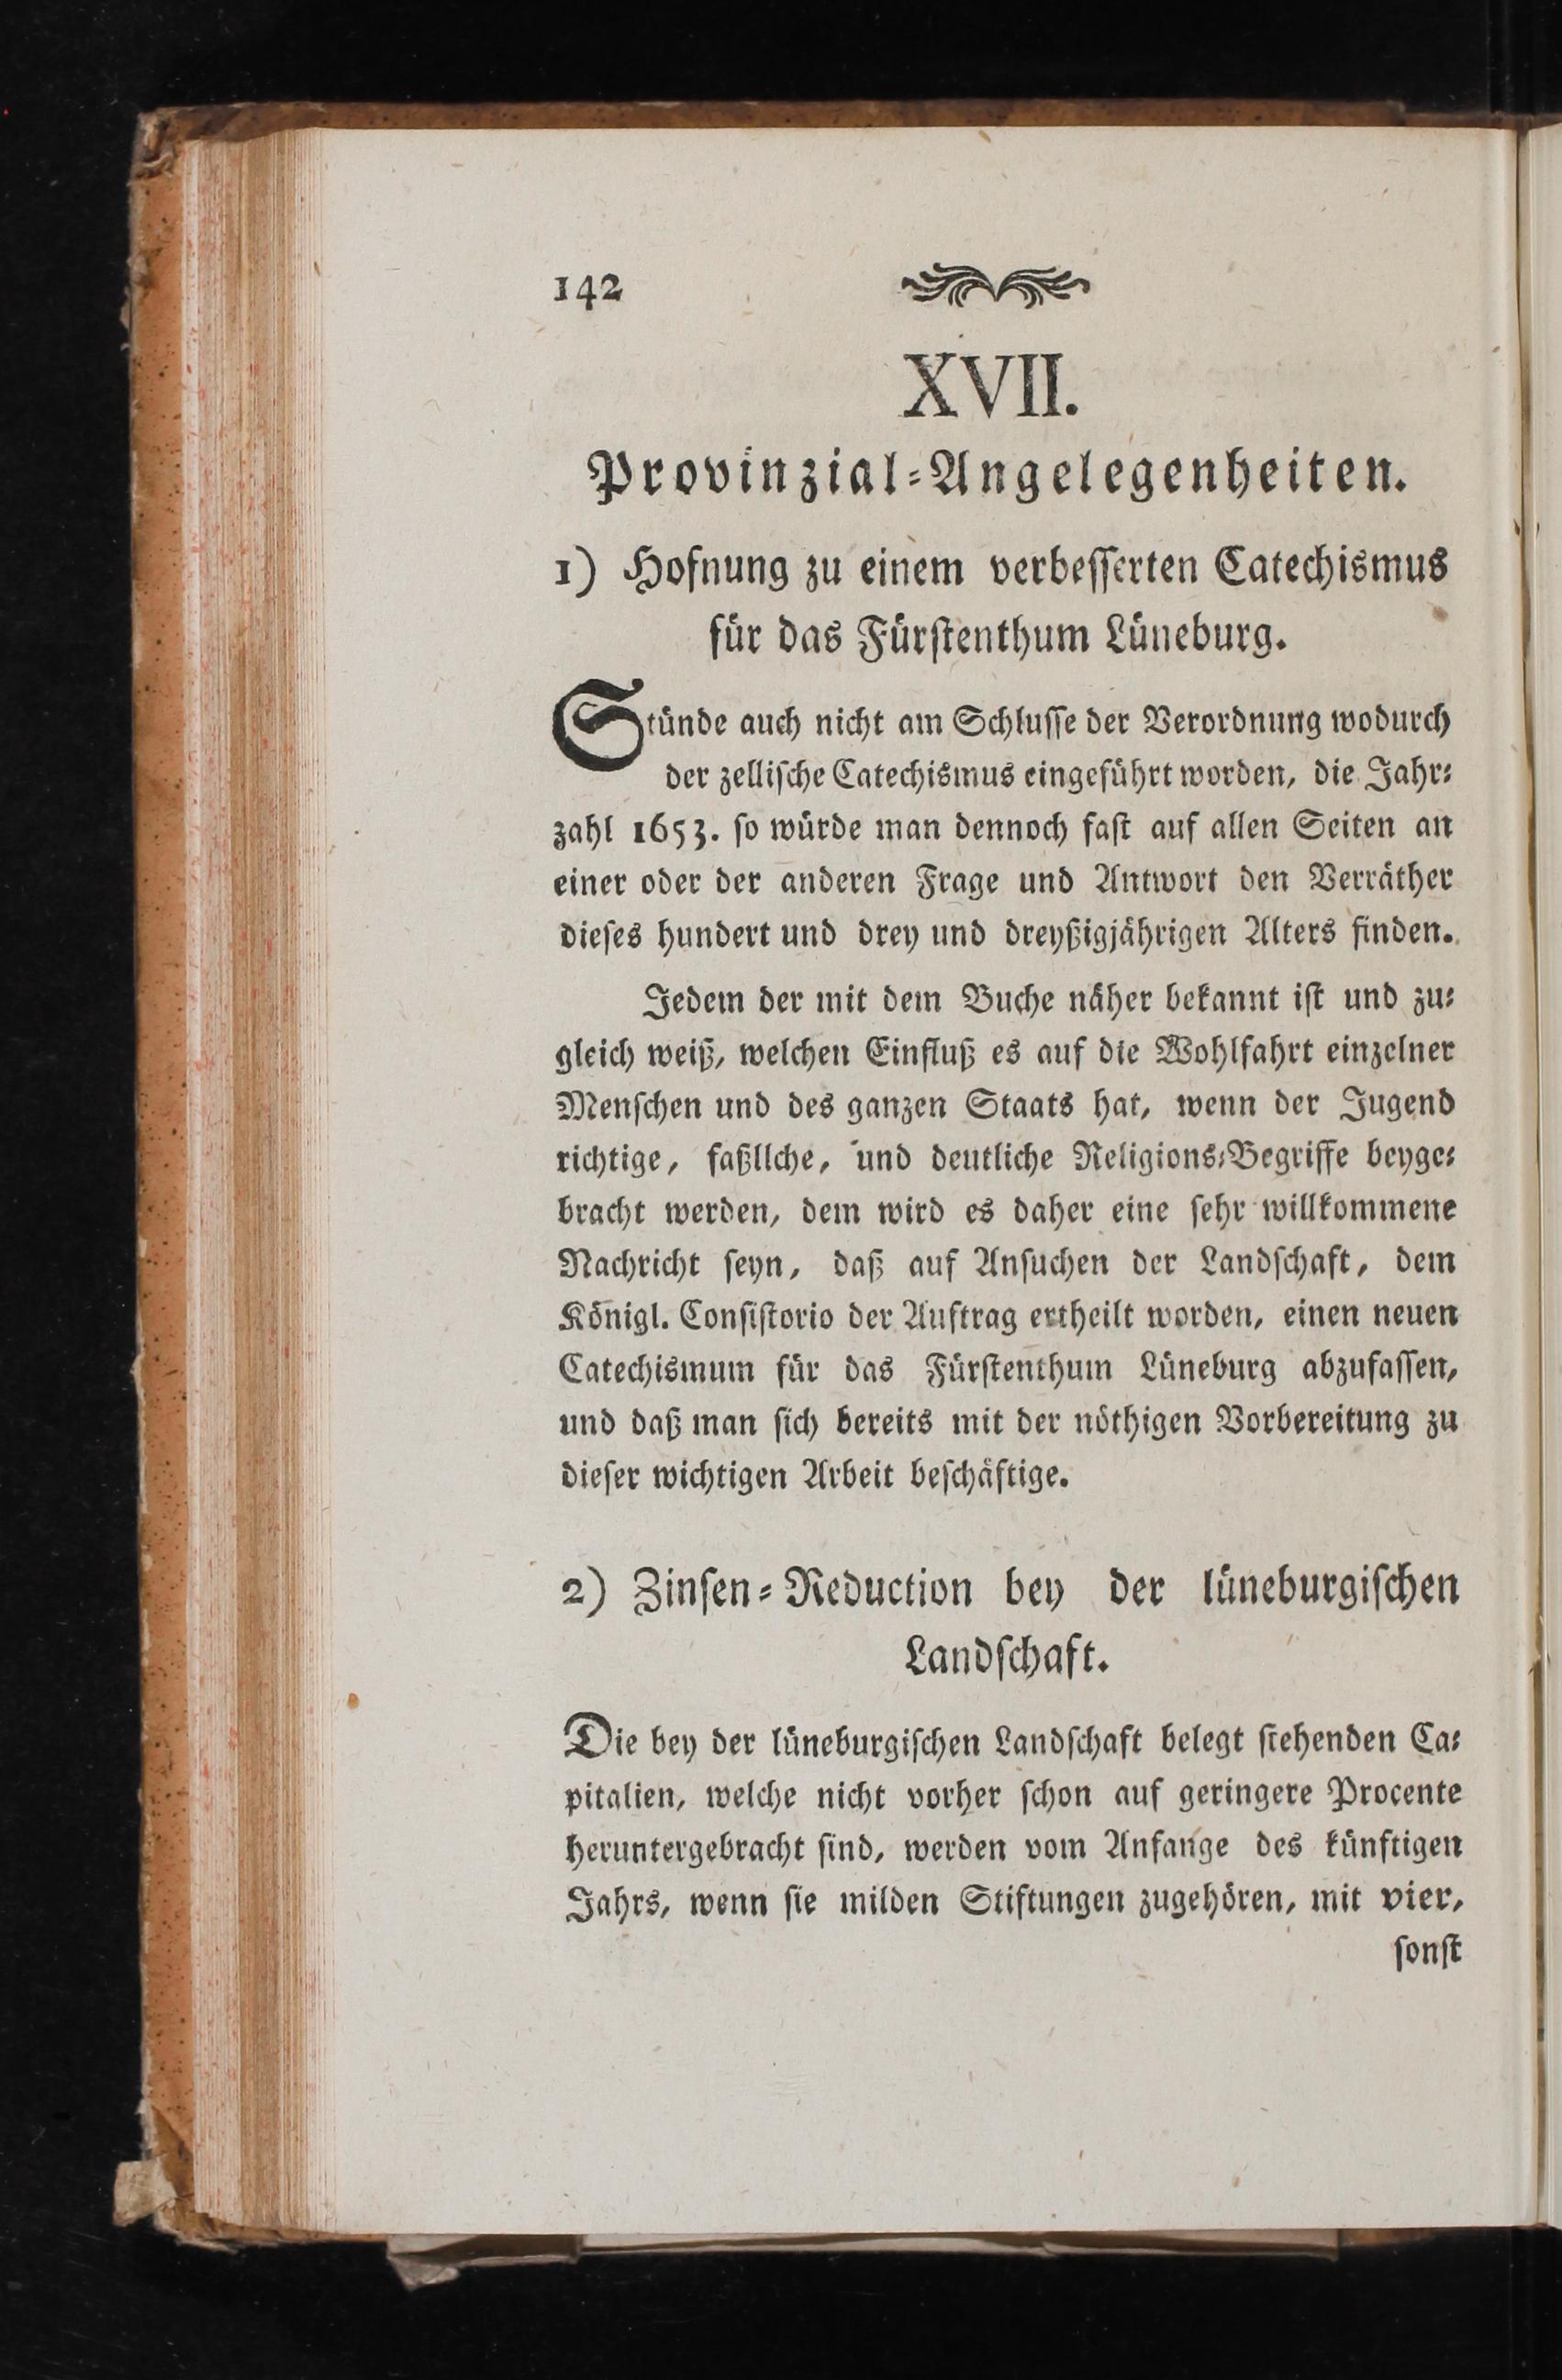 142
XVII.
Provinzial-Angelegenheiten.
1) Hofnung zu einem verbesserten Catechismus
für das Fürstenthum Lüneburg.
Stünde auch nicht am Schlusse der Verordnung wodurch
der zellische Catechismus eingeführt worden, die Jahr-
zahl 1653. so würde man dennoch fast auf allen Seiten an
einer oder der anderen Frage und Antwort den Verräther
dieses hundert und drey und dreyßigjährigen Alters finden.
Jedem der mit dem Buche näher bekannt ist und zu-
gleich weiß, welchen Einfluß es auf die Wohlfahrt einzelner
Menschen und des ganzen Staats hat, wenn der Jugend
richtige, faßllche, und deutliche Religions-Begriffe beyge-
bracht werden, dem wird es daher eine sehr willkommene
Nachricht seyn, daß auf Ansuchen der Landschaft, dem
Königl. Consistorio der Auftrag ertheilt worden, einen neuen
Catechismum für das Fürstenthum Lüneburg abzufassen,
und daß man sich bereits mit der nöthigen Vorbereitung zu
dieser wichtigen Arbeit beschäftige.
2) Zinsen-Reduction bey der lüneburgischen
Landschaft.
Die bey der lüneburgischen Landschaft belegt stehenden Ca-
pitalien, welche nicht vorher schon auf geringere Procente
heruntergebracht sind, werden vom Anfange des künftigen
Jahrs, wenn sie milden Stiftungen zugehören, mit vier,
sonst